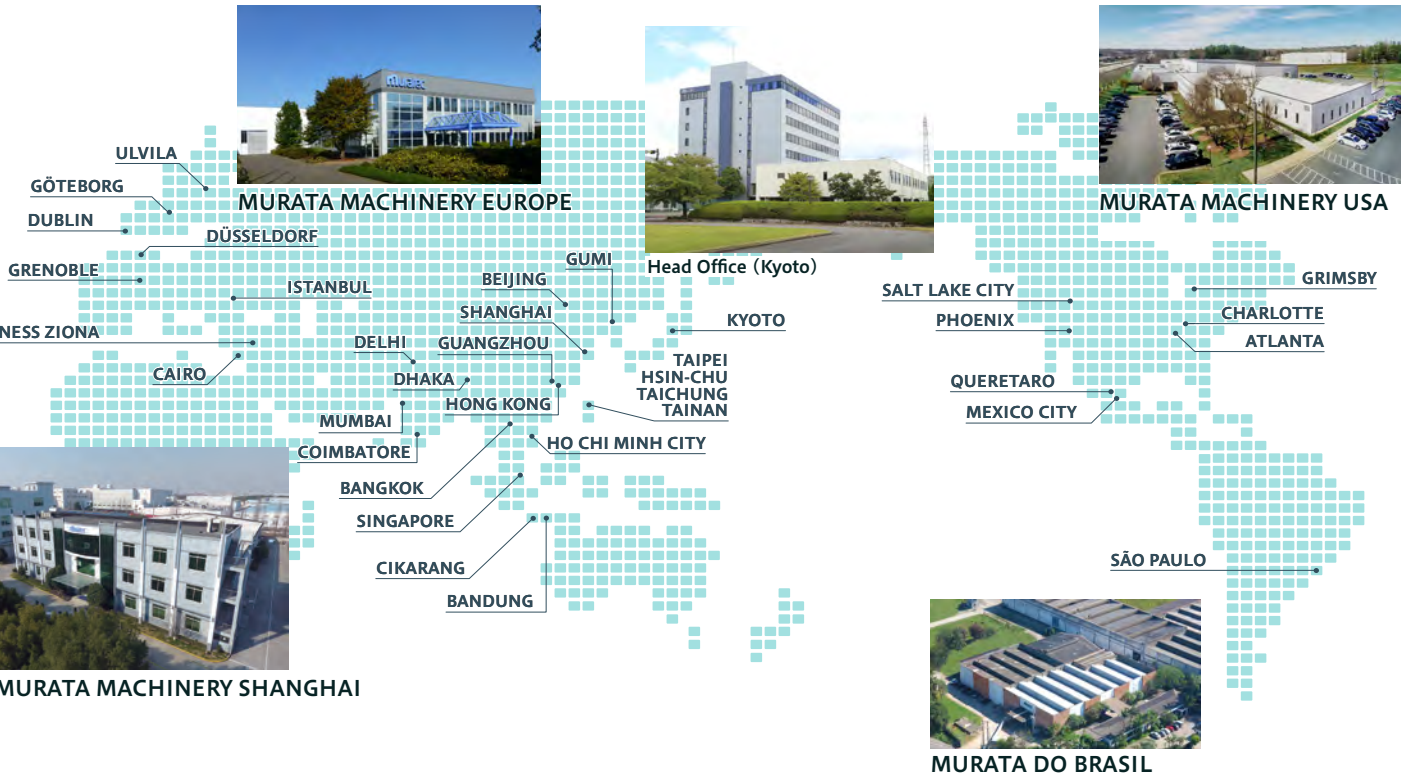 muratec
MURATA MACHINERY EUROPE
Head Office（Kyoto）
MURATA MACHINERY USA
ULVILA
GÖTEBORG
DUBLIN
DÜSSELDORF
GRENOBLE
ISTANBUL
NESS ZIONA
CAIRO
DELHI
DHAKA
MUMBAI
COIMBATORE
GUMI
BEIJING
SHANGHAI
GUANGZHOU
HONG KONG
KYOTO
TAIPEI
HSIN-CHU
TAICHUNG
TAINAN
HO CHI MINH CITY
BANGKOK
SINGAPORE
CIKARANG
BANDUNG
SALT LAKE CITY
PHOENIX
GRIMSBY
CHARLOTTE
ATLANTA
QUERETARO
MEXICO CITY
SÃO PAULO
MURATA MACHINERY SHANGHAI
MURATA DO BRASIL